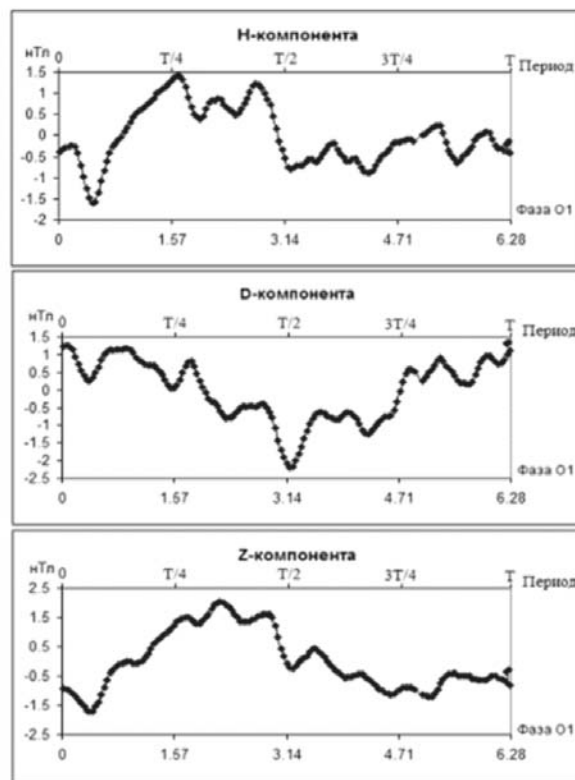 H-компонента
нТл
0 T/4 T/2 3T/4 T Период
1.5
1
0.5
0
-0.5
-1
-1.5
-2
Фаза O1
0 1.57 3.14 4.71 6.28
D-компонента
нТл
0 T/4 T/2 3T/4 T Период
1.5
1
0.5
0
-0.5
-1
-1.5
-2
-2.5
Фаза O1
0 1.57 3.14 4.71 6.28
Z-компонента
нТл
0 T/4 T/2 3T/4 T Период
2.5
1.5
0.5
-0.5
-1.5
-2.5
Фаза O1
0 1.57 3.14 4.71 6.28